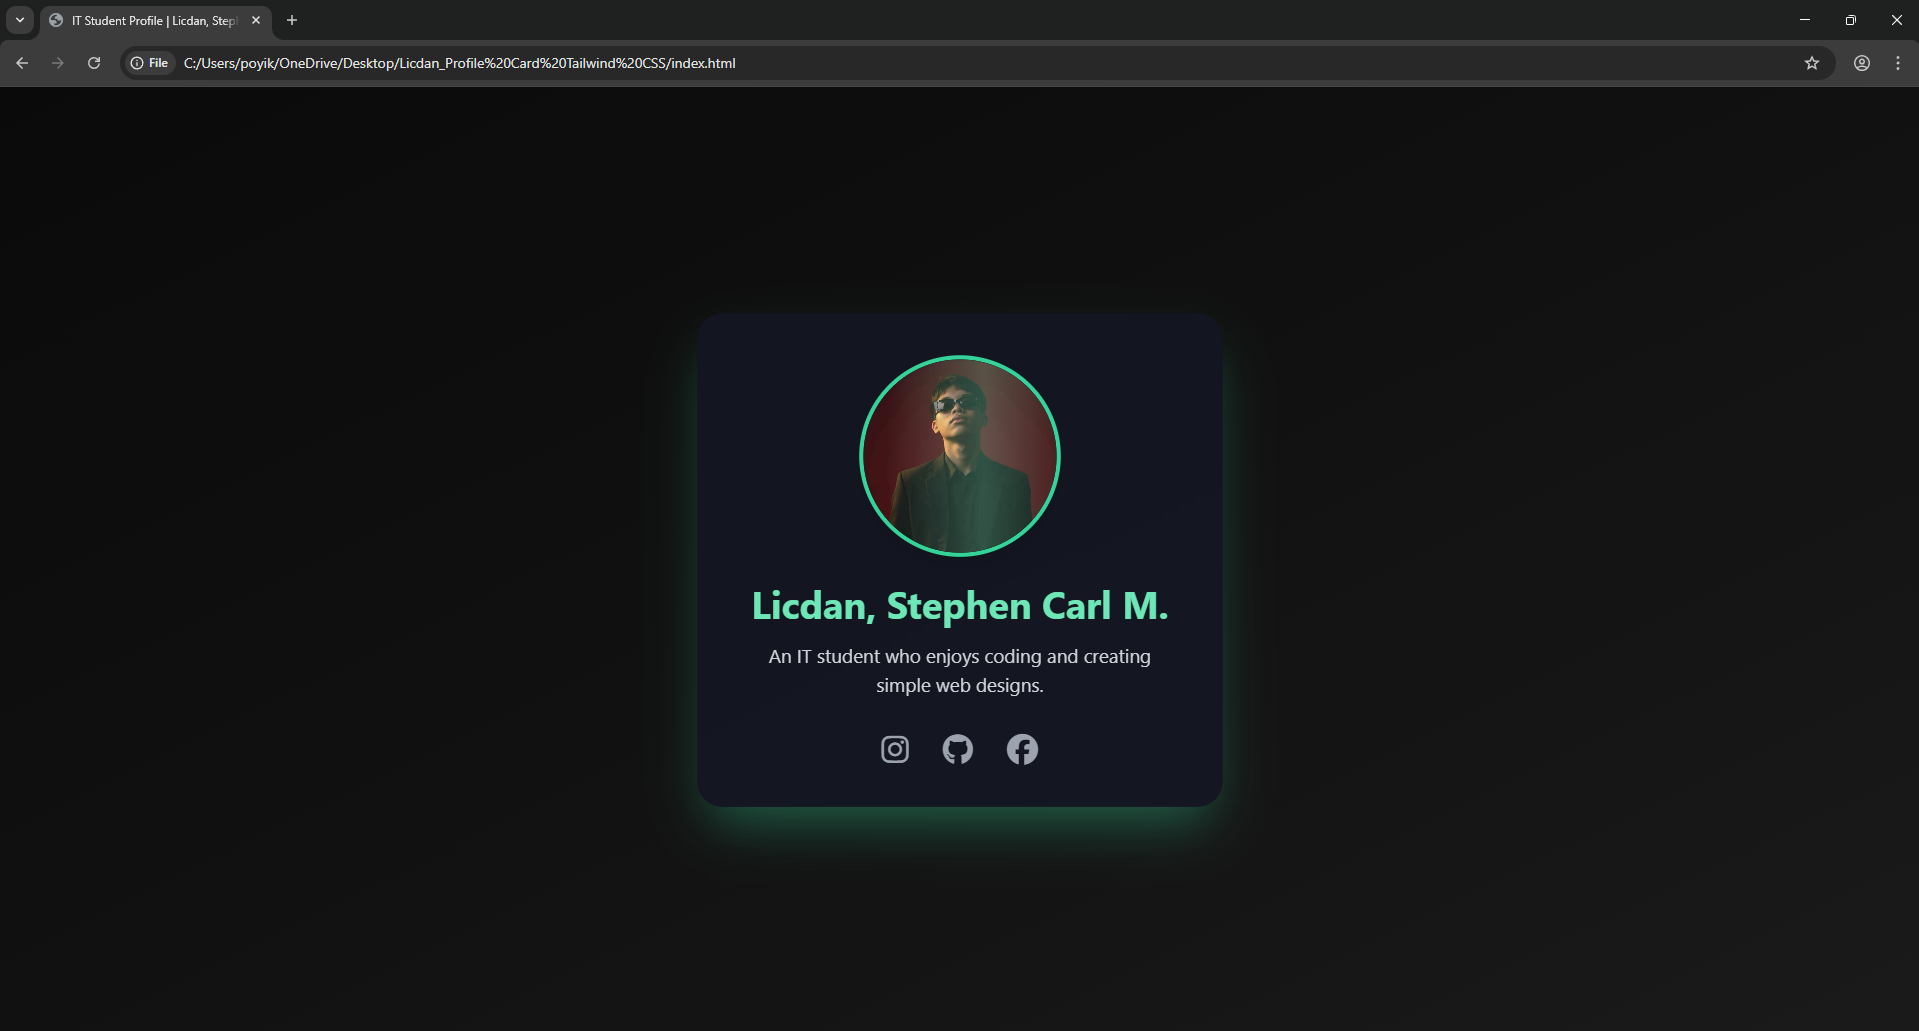 IT Student Profile | Licdan, Step
File
C:/Users/poyik/OneDrive/Desktop/Licdan_Profile%20Card%20Tailwind%20CSS/index.html
Licdan, Stephen Carl M.
An IT student who enjoys coding and creating
simple web designs.